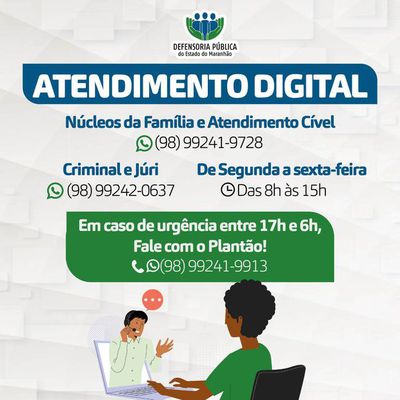 DEFENSORIA PÚBLICA
do Estado do Maranhão
ATENDIMENTO DIGITAL
Núcleos da Família e Atendimento Cível
(98) 99241-9728
Criminal e Júri
(98) 99242-0637
De Segunda a sexta-feira
Das 8h às 15h
Em caso de urgência entre 17h e 6h,
Fale com o Plantão!
(98) 99241-9913